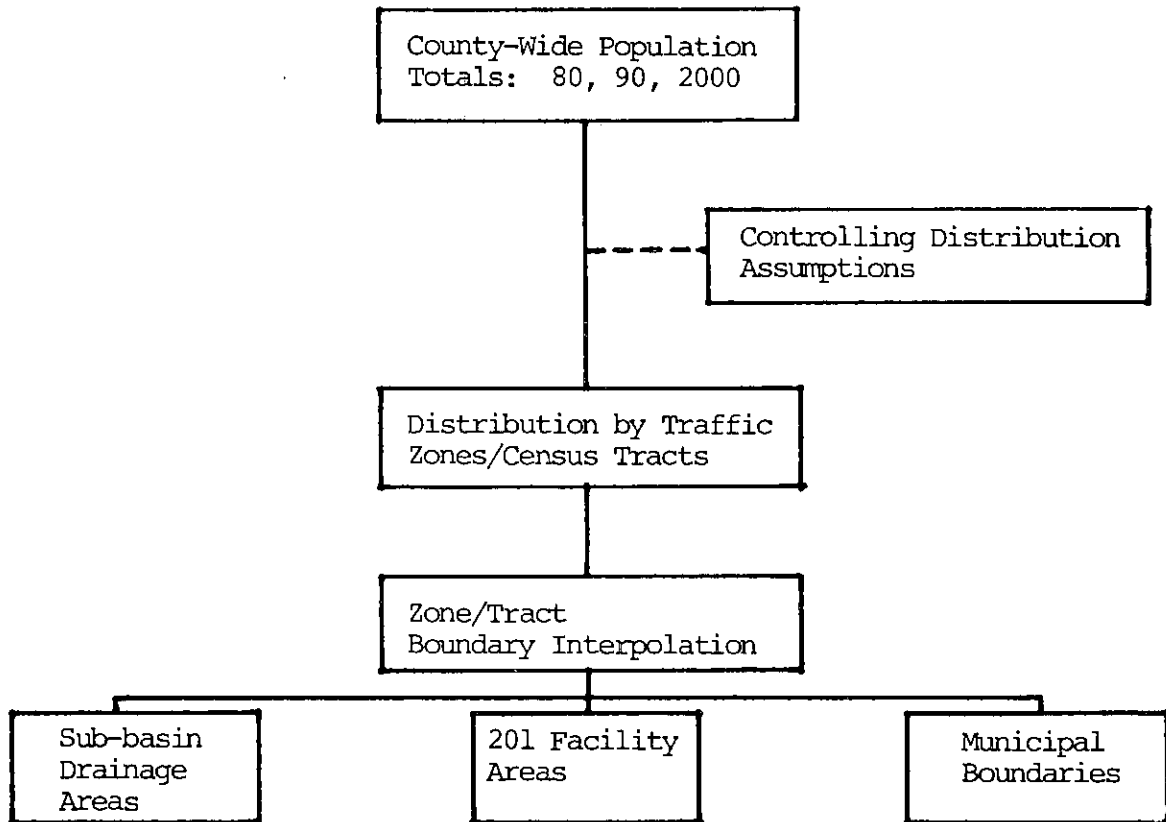 County-Wide Population
Totals: 80, 90, 2000
Controlling Distribution
Assumptions
Distribution by Traffic
Zones/Census Tracts
Zone/Tract
Boundary Interpolation
Sub-basin
Drainage
Areas
201 Facility
Areas
Municipal
Boundaries